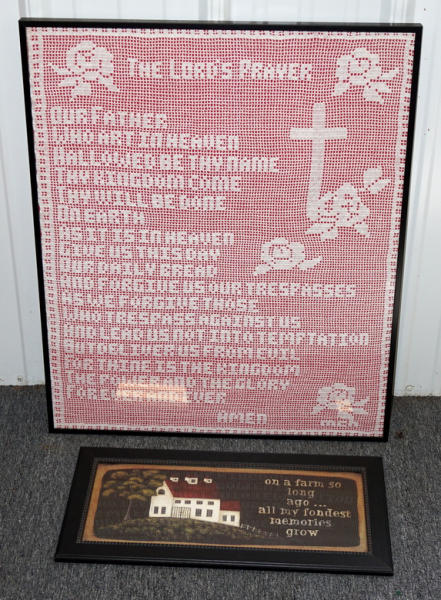 THE LORD'S PRAYER
OUR FATHER
WHO ART IN HEAVEN
HALLOWED BE THY NAME
THY KINGDOM COME
THY WILL BE DONE
ON EARTH
AS IT IS IN HEAVEN
GIVE US THIS DAY
OUR DAILY BREAD
AND FORGIVE US OUR TRESPASSES
AS WE FORGIVE THOSE
WHO TRESPASS AGAINST US
AND LEAD US NOT INTO TEMPTATION
BUT DELIVER US FROM EVIL
FOR THINE IS THE KINGDOM
THE POWER AND THE GLORY
FOREVER AND EVER
AMEN
on a farm so
long
ago ...
all my fondest
memories
grow